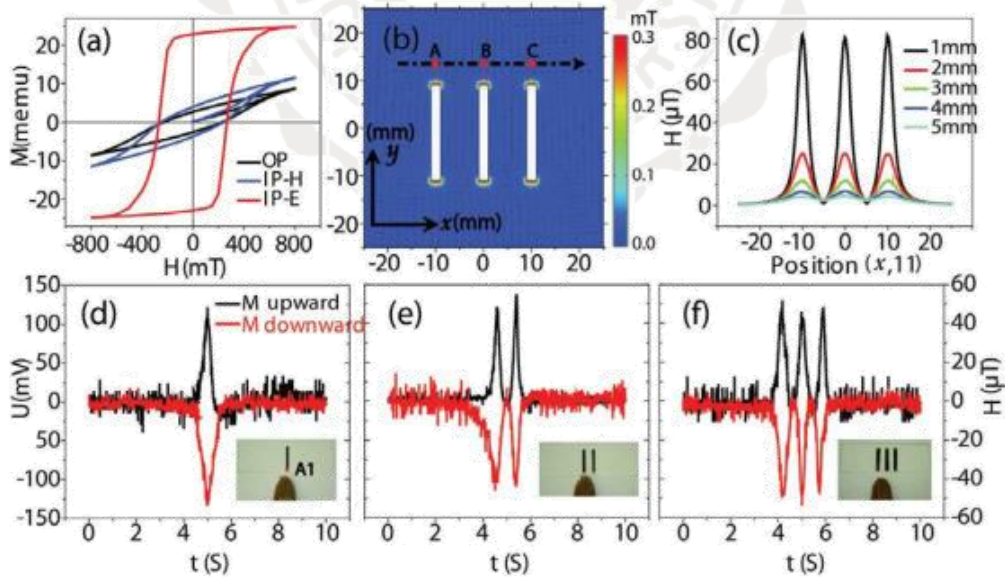 (a)
M(memu)
20
10
0
-10
-20
OP
IP-H
IP-E
-800 -400 0 400 800
H(mT)
(b)
mT
0.3
0.2
0.1
0.0
A B C
20
10
0
-10
-20
(mm)
y
x(mm)
-20 -10 0 10 20
(c)
H (μT)
80
60
40
20
0
1mm
2mm
3mm
4mm
5mm
-20 0 20
Position (x,11)
(d)
M upward
M downward
U(mV)
150
100
50
0
-50
-100
-150
A1
0 2 4 6 8 10
t (S)
(e)
0 2 4 6 8 10
t (S)
(f)
60
40
20
0
-20
-40
-60
H (μT)
0 2 4 6 8 10
t (S)